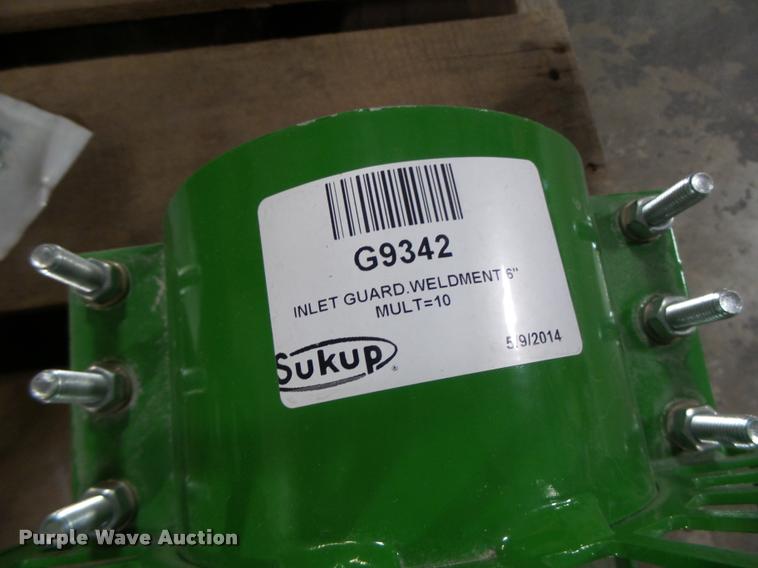 G9342
INLET GUARD.WELDMENT 6"
MULT=10
Sukup®
5/9/2014
Purple Wave Auction®